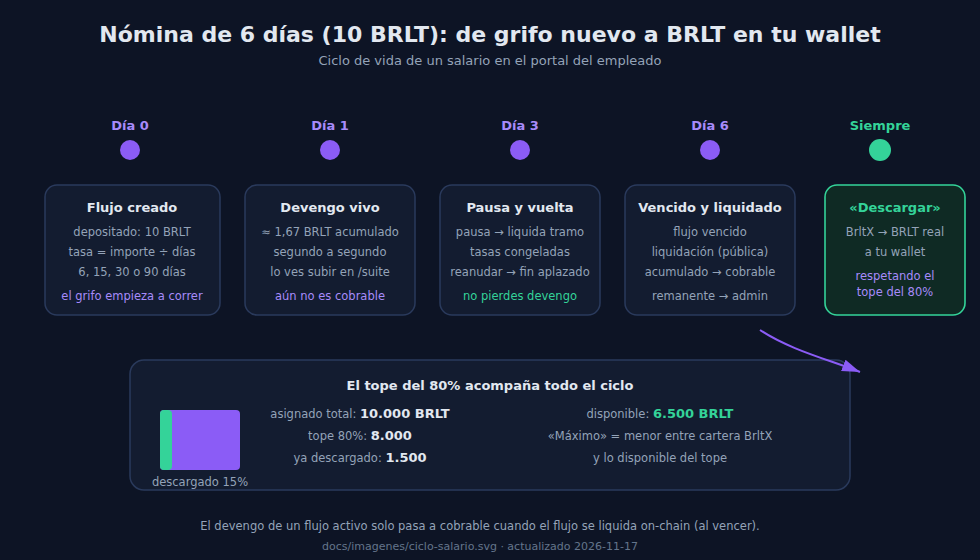 Nómina de 6 días (10 BRLT): de grifo nuevo a BRLT en tu wallet
Ciclo de vida de un salario en el portal del empleado
Día 0
Día 1
Día 3
Día 6
Siempre
Flujo creado
depositado: 10 BRLT
tasa = importe ÷ días
6, 15, 30 o 90 días
el grifo empieza a correr
Devengo vivo
≈ 1,67 BRLT acumulado
segundo a segundo
lo ves subir en /suite
aún no es cobrable
Pausa y vuelta
pausa → liquida tramo
tasas congeladas
reanudar → fin aplazado
no pierdes devengo
Vencido y liquidado
flujo vencido
liquidación (pública)
acumulado → cobrable
remanente → admin
«Descargar»
BrltX → BRLT real
a tu wallet
respetando el
tope del 80%
El tope del 80% acompaña todo el ciclo
asignado total: 10.000 BRLT
tope 80%: 8.000
ya descargado: 1.500
disponible: 6.500 BRLT
«Máximo» = menor entre cartera BrltX
y lo disponible del tope
descargado 15%
El devengo de un flujo activo solo pasa a cobrable cuando el flujo se liquida on-chain (al vencer).
docs/imagenes/ciclo-salario.svg · actualizado 2026-11-17